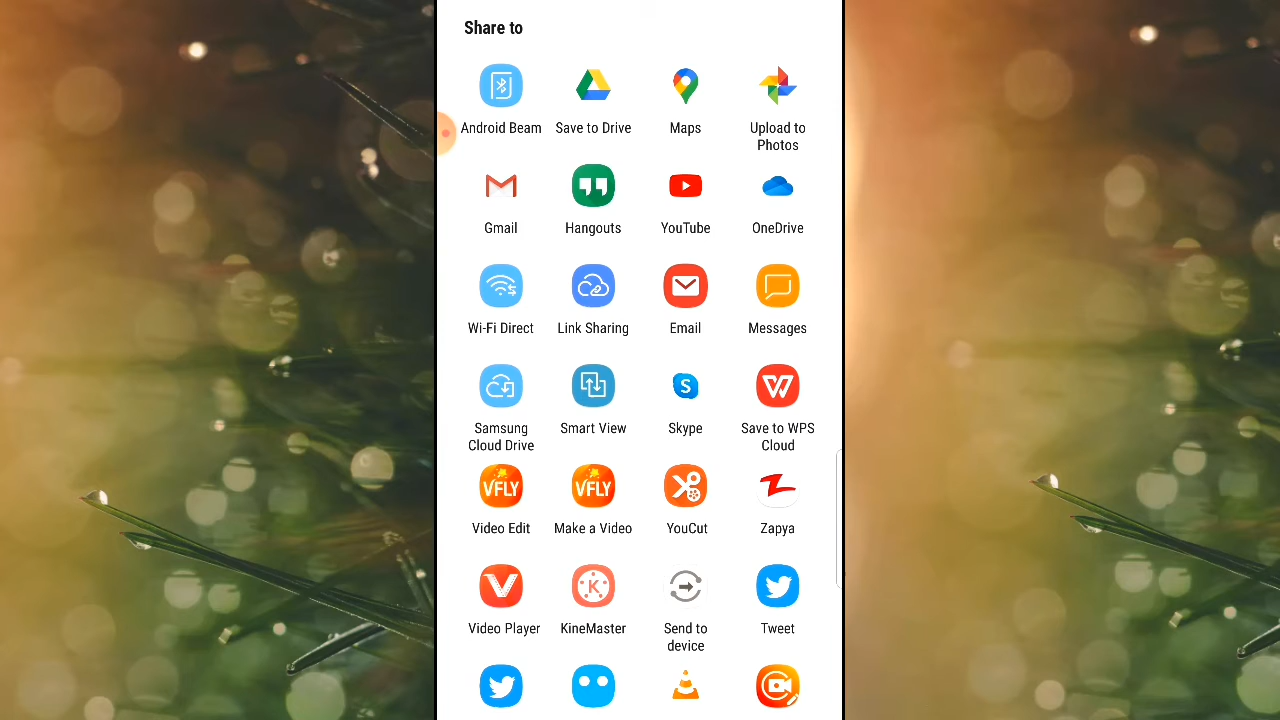 Share to
Android Beam
Save to Drive
Maps
Upload to
Photos
Gmail
Hangouts
YouTube
OneDrive
Wi-Fi Direct
Link Sharing
Email
Messages
Samsung
Cloud Drive
Smart View
S
Skype
W
Save to WPS
Cloud
VFLY
Video Edit
VFLY
Make a Video
YouCut
Zapya
V
Video Player
K
KineMaster
Send to
device
Tweet